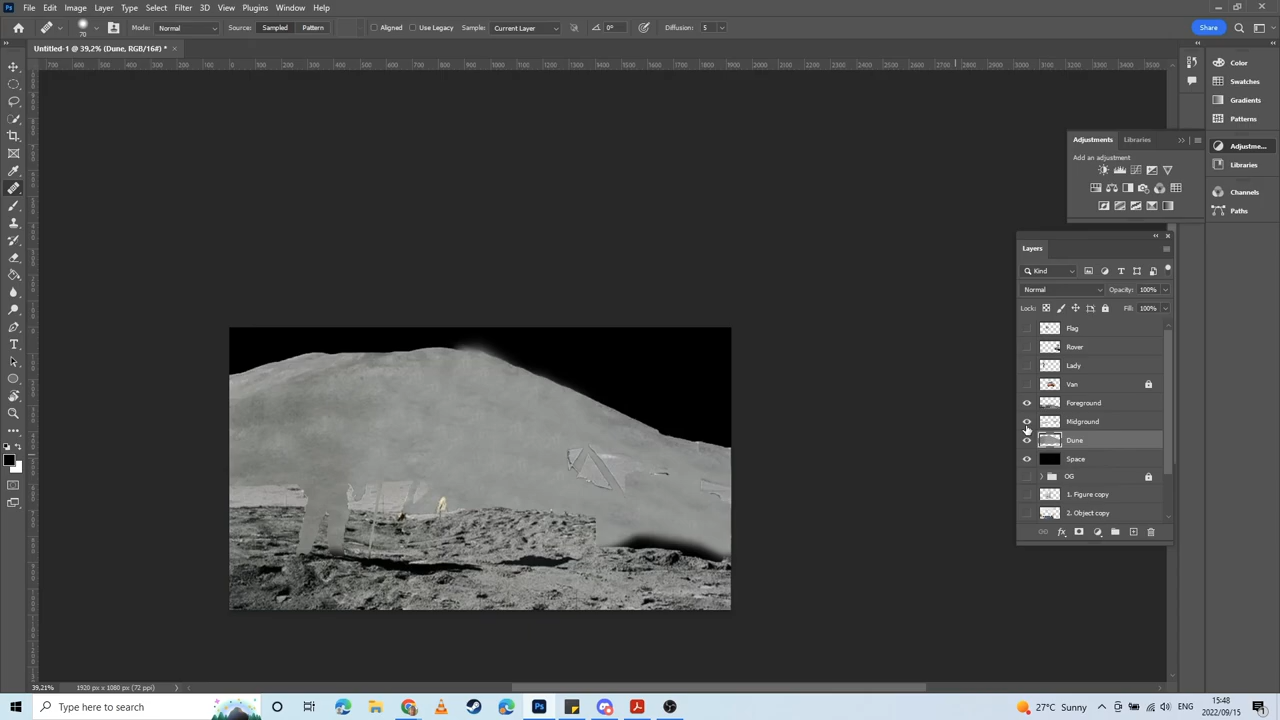 File Edit Image Layer Type Select Filter 3D View Plugins Window Help
70 Mode: Normal Source: Sampled Pattern Aligned Use Legacy Sample: Current Layer 0° Diffusion: 5 Share
Untitled-1 @ 39,2% (Dune, RGB/16#) * ×
Color
Swatches
Gradients
Patterns
Adjustme...
Libraries
Channels
Paths
Adjustments Libraries
Add an adjustment
Layers
Kind
Normal Opacity: 100%
Lock: Fill: 100%
Flag
Rover
Lady
Van
Foreground
Midground
Dune
Space
OG
1. Figure copy
2. Object copy
39,21% 1920 px x 1080 px (72 ppi)
Type here to search
27°C Sunny ENG 15:48
2022/09/15